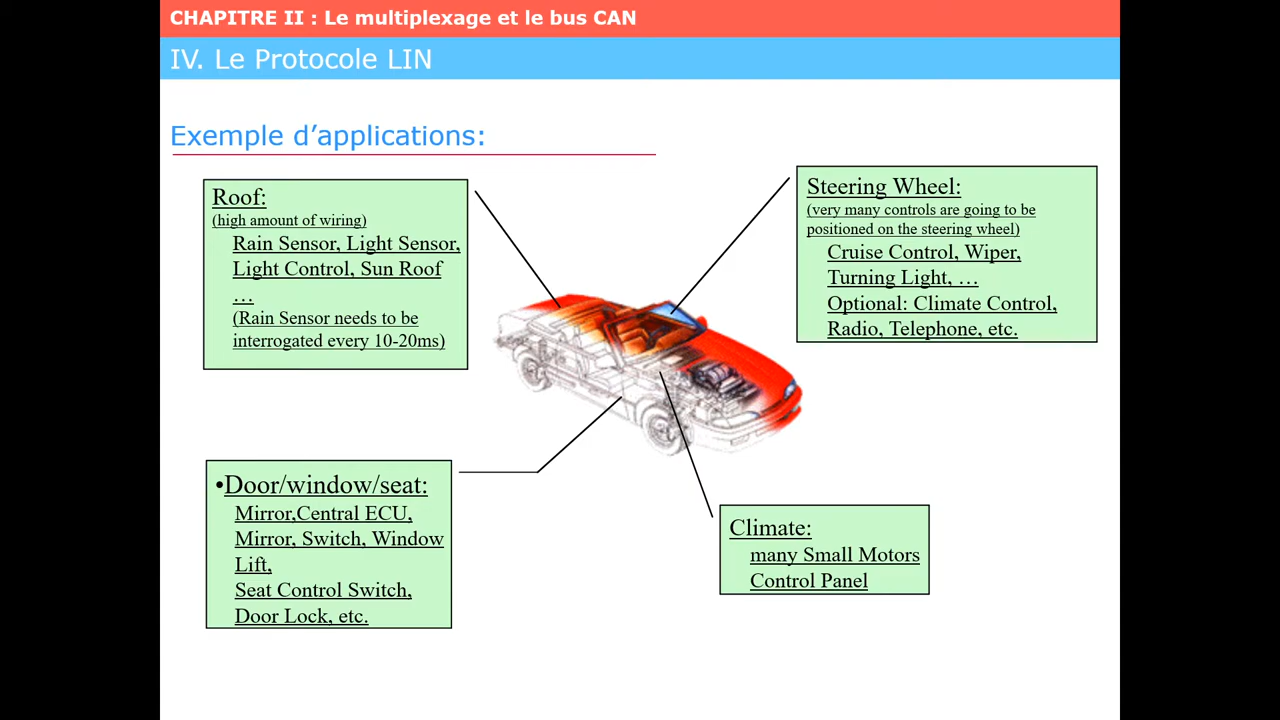 CHAPITRE II : Le multiplexage et le bus CAN
IV. Le Protocole LIN
Exemple d’applications:
Roof:
(high amount of wiring)
Rain Sensor, Light Sensor,
Light Control, Sun Roof
…
(Rain Sensor needs to be
interrogated every 10-20ms)
Steering Wheel:
(very many controls are going to be
positioned on the steering wheel)
Cruise Control, Wiper,
Turning Light, …
Optional: Climate Control,
Radio, Telephone, etc.
•Door/window/seat:
Mirror,Central ECU,
Mirror, Switch, Window
Lift,
Seat Control Switch,
Door Lock, etc.
Climate:
many Small Motors
Control Panel